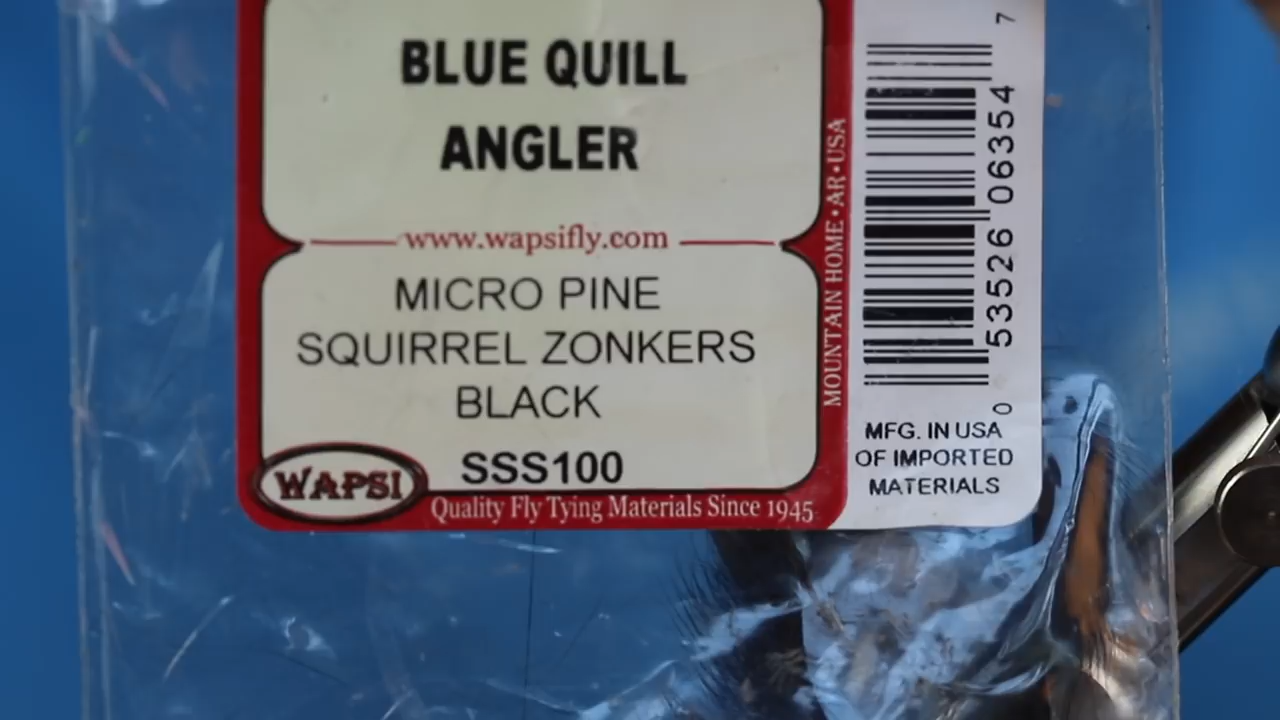 BLUE QUILL
ANGLER
www.wapsifly.com
MICRO PINE
SQUIRREL ZONKERS
BLACK
SSS100
WAPSI
Quality Fly Tying Materials Since 1945
MOUNTAIN HOME•AR•USA
0 53526 06354 7
MFG. IN USA
OF IMPORTED
MATERIALS